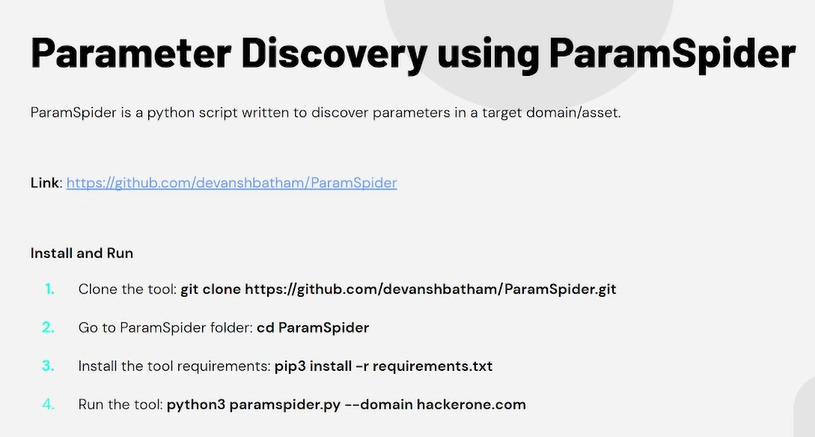 Parameter Discovery using ParamSpider
ParamSpider is a python script written to discover parameters in a target domain/asset.
Link: https://github.com/devanshbatham/ParamSpider
Install and Run
1. Clone the tool: git clone https://github.com/devanshbatham/ParamSpider.git
2. Go to ParamSpider folder: cd ParamSpider
3. Install the tool requirements: pip3 install -r requirements.txt
4. Run the tool: python3 paramspider.py --domain hackerone.com